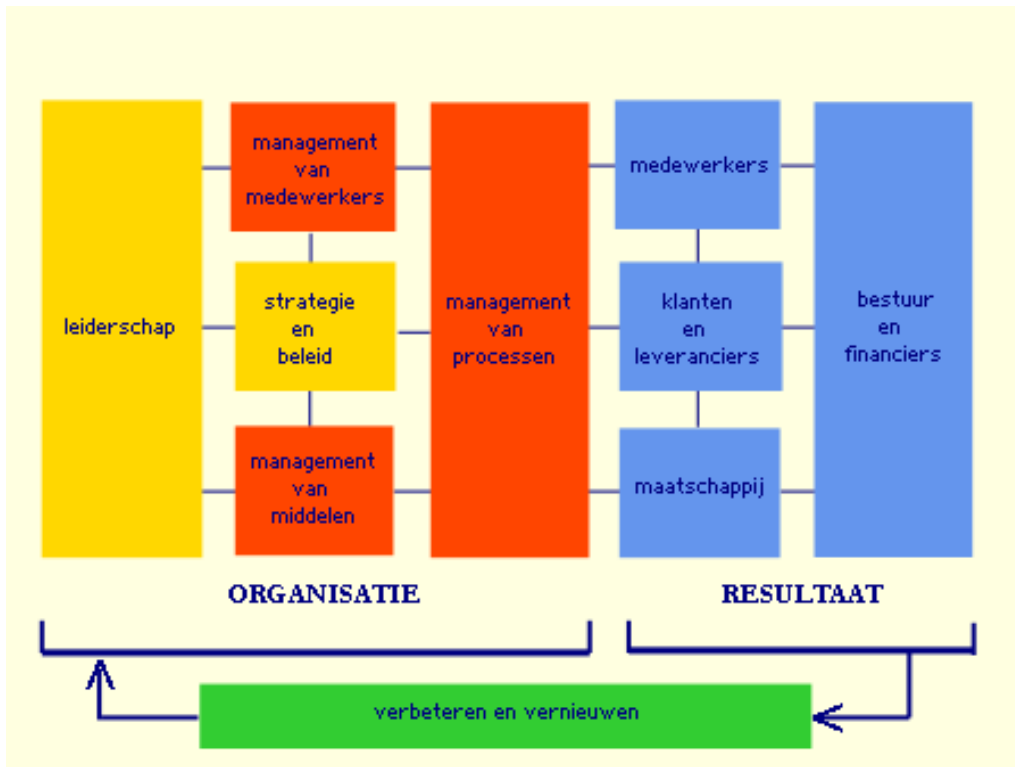 leiderschap
management
van
medewerkers
strategie
en
beleid
management
van
middelen
management
van
processen
medewerkers
klanten
en
leveranciers
maatschappij
bestuur
en
financiers
ORGANISATIE
RESULTAAT
verbeteren en vernieuwen